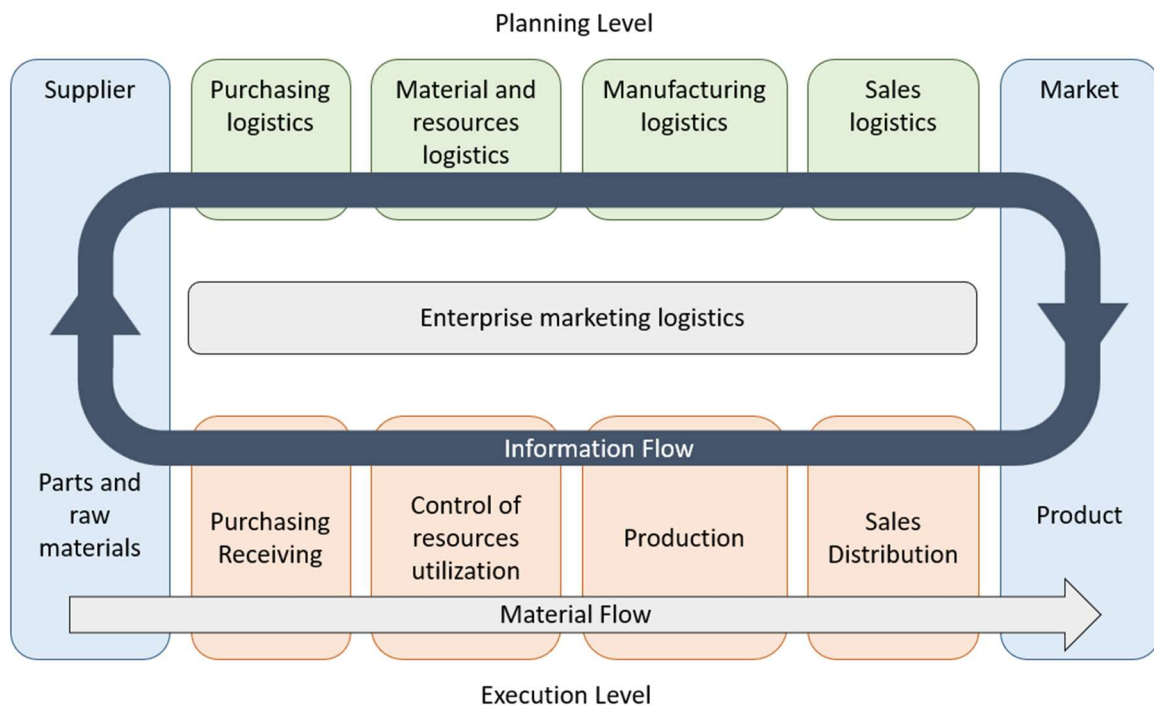 Planning Level
Supplier
Purchasing
logistics
Material and
resources
logistics
Manufacturing
logistics
Sales
logistics
Market
Enterprise marketing logistics
Information Flow
Parts and
raw
materials
Purchasing
Receiving
Control of
resources
utilization
Production
Sales
Distribution
Product
Material Flow
Execution Level